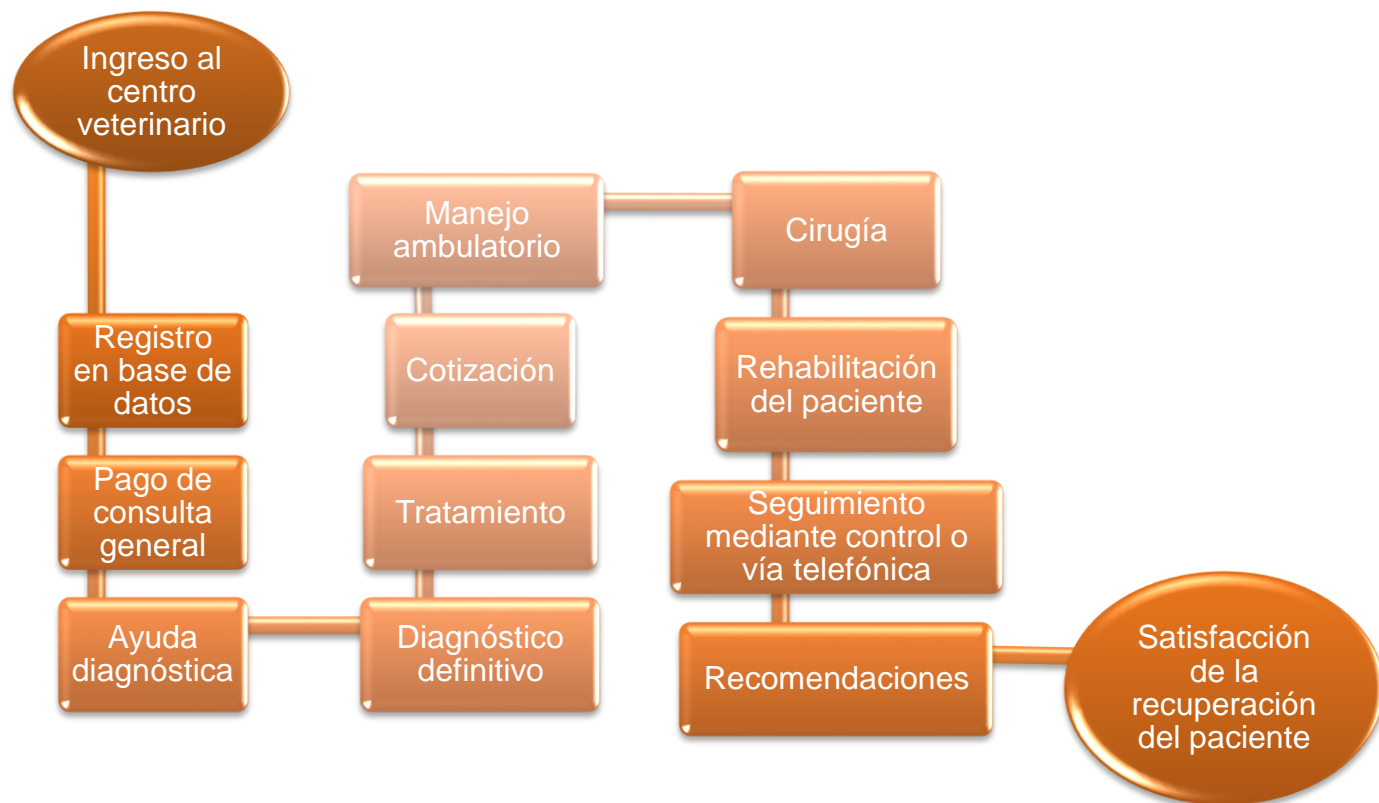 Ingreso al
centro
veterinario
Registro
en base de
datos
Pago de
consulta
general
Ayuda
diagnóstica
Diagnóstico
definitivo
Tratamiento
Cotización
Manejo
ambulatorio
Cirugía
Rehabilitación
del paciente
Seguimiento
mediante control o
vía telefónica
Recomendaciones
Satisfacción
de la
recuperación
del paciente